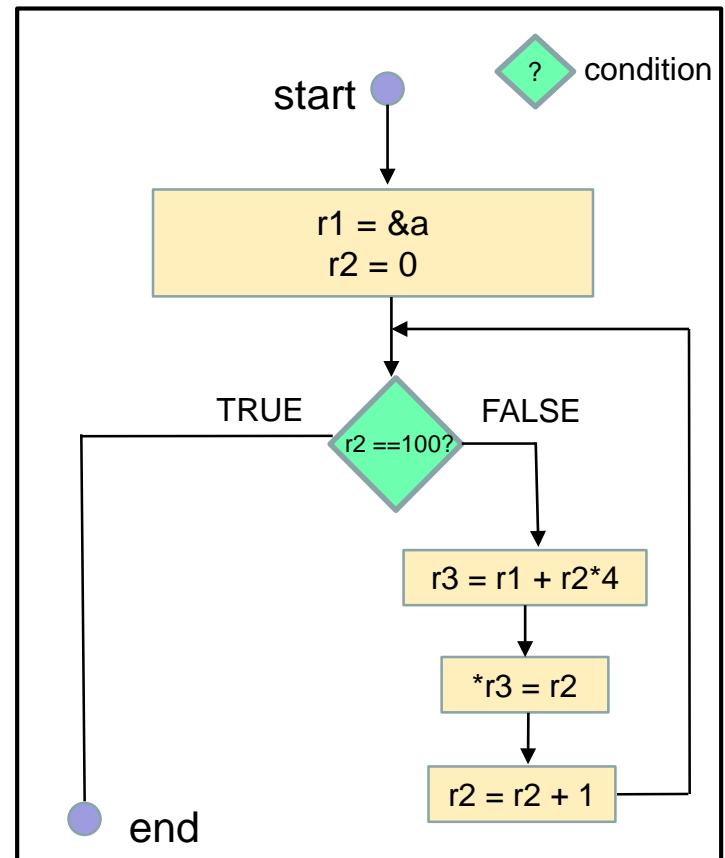 ?
condition
start
r1 = &a
r2 = 0
TRUE
FALSE
r2 ==100?
r3 = r1 + r2*4
*r3 = r2
r2 = r2 + 1
end